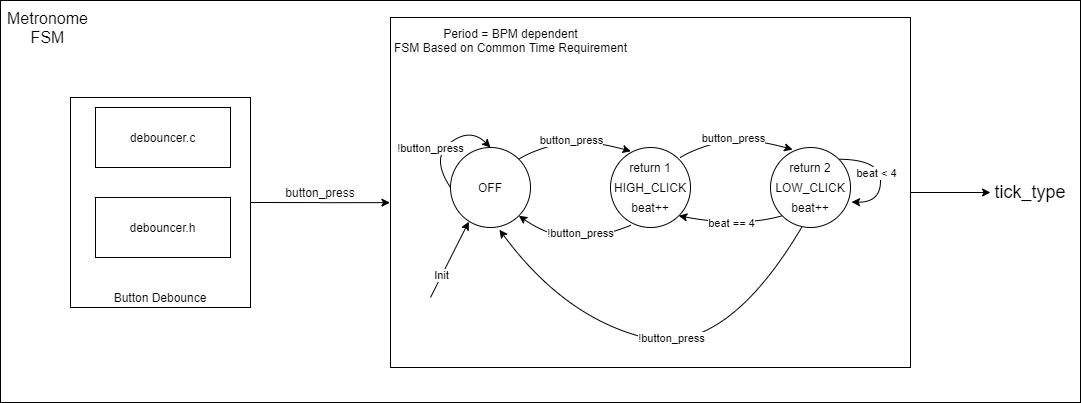 Metronome
FSM
Period = BPM dependent
FSM Based on Common Time Requirement
debouncer.c
debouncer.h
Button Debounce
button_press
!button_press
OFF
Init
button_press
!button_press
return 1
HIGH_CLICK
beat++
button_press
beat == 4
return 2
LOW_CLICK
beat++
beat < 4
!button_press
tick_type